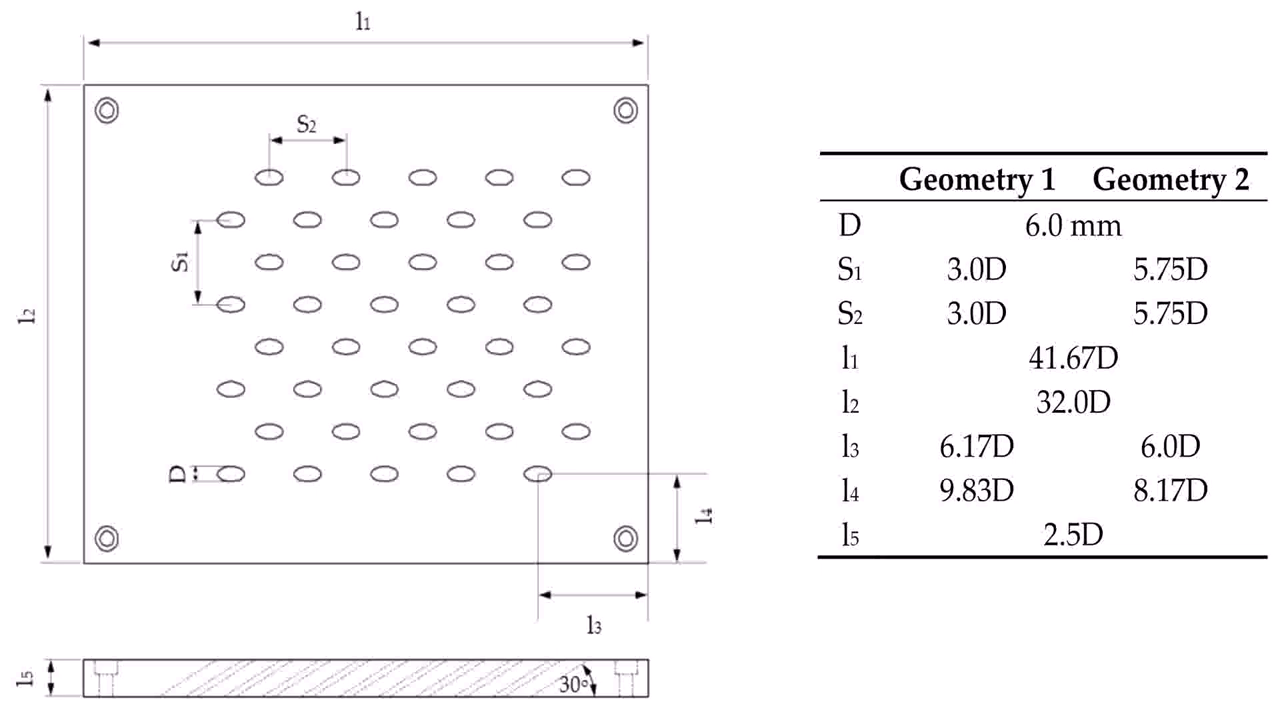 l1
S2
S1
l2
D
l4
l3
l5
30°
Geometry 1 Geometry 2
D 6.0 mm
S1 3.0D 5.75D
S2 3.0D 5.75D
l1 41.67D
l2 32.0D
l3 6.17D 6.0D
l4 9.83D 8.17D
l5 2.5D